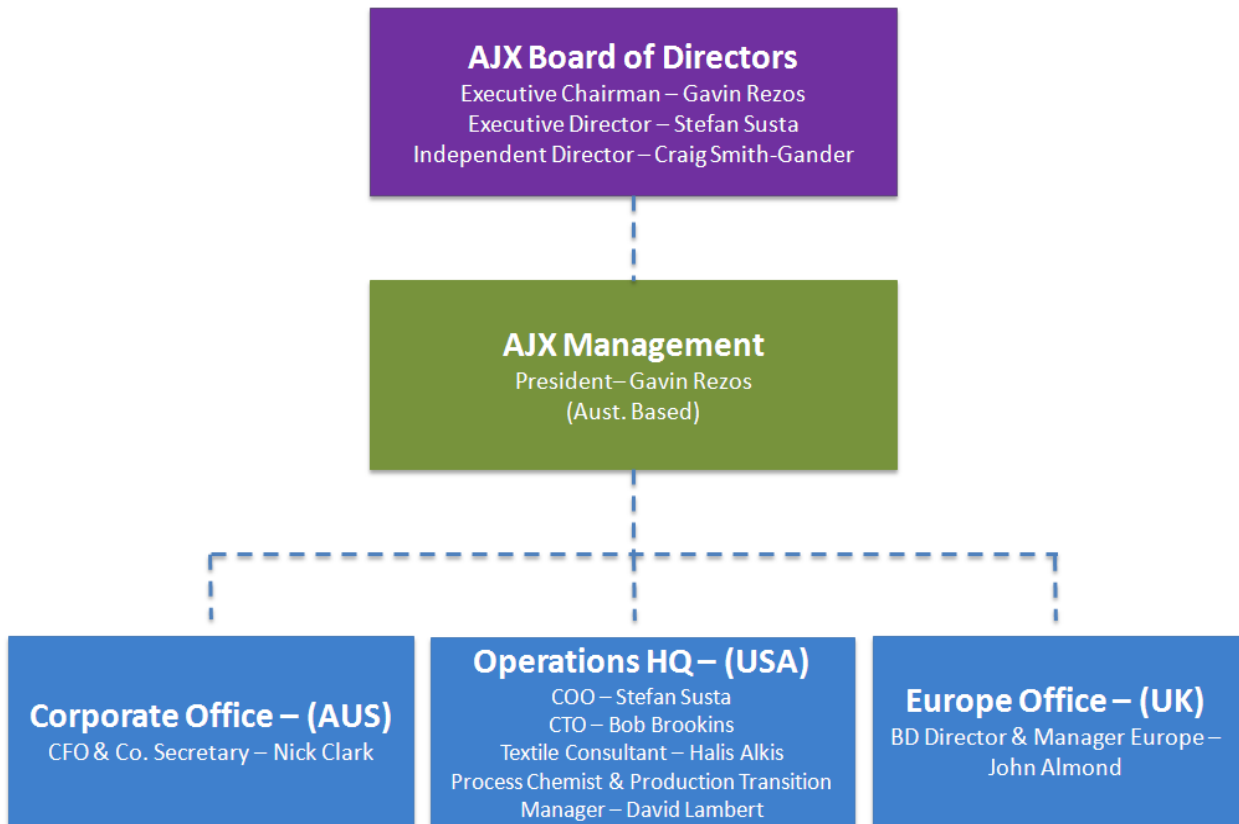 AJX Board of Directors
Executive Chairman – Gavin Rezos
Executive Director – Stefan Susta
Independent Director – Craig Smith-Gander
AJX Management
President– Gavin Rezos
(Aust. Based)
Corporate Office – (AUS)
CFO & Co. Secretary – Nick Clark
Operations HQ – (USA)
COO – Stefan Susta
CTO – Bob Brookins
Textile Consultant – Halis Alkis
Process Chemist & Production Transition
Manager – David Lambert
Europe Office – (UK)
BD Director & Manager Europe –
John Almond